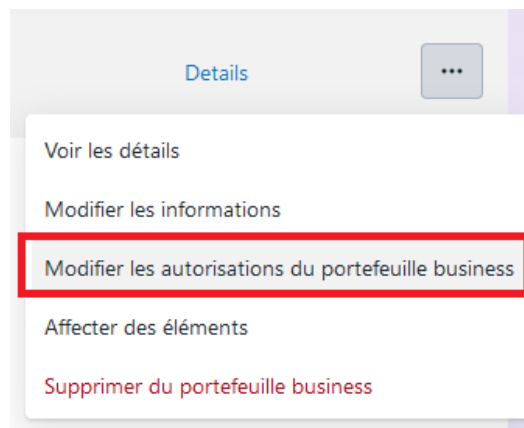 Details
...
Voir les détails
Modifier les informations
Modifier les autorisations du portefeuille business
Affecter des éléments
Supprimer du portefeuille business